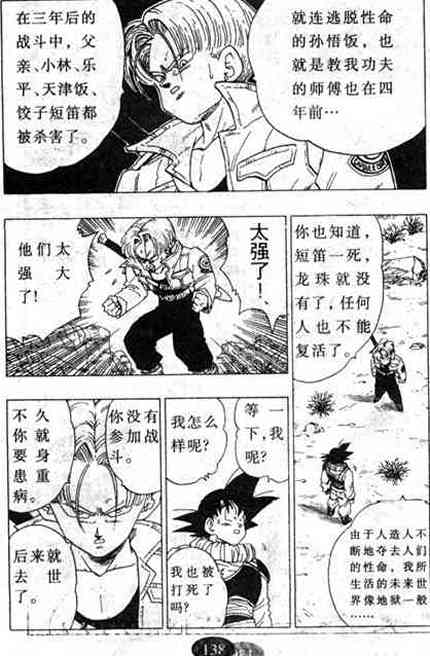 就连逃脱性命
的孙悟饭，也
就是教我功夫
的师傅也在四
年前…
在三年后的
战斗中，父
亲、小林、乐
平、天津饭、
饺子短笛都
被杀害了。
你也知道，
短笛一死，
龙珠就没
有了，任何
人也不能
复活了。
由于人造人不
断地夺去人们
的性命，我所
生活的未来世
界像地狱一般
……
太强了！
他们太
强大
了！
等一
下，我
呢？
我怎么
样呢？
我也被
打死了
吗？
你没有
参加战
斗。
不久
你就
要身
患重
病。
后来就
去世
了。
138